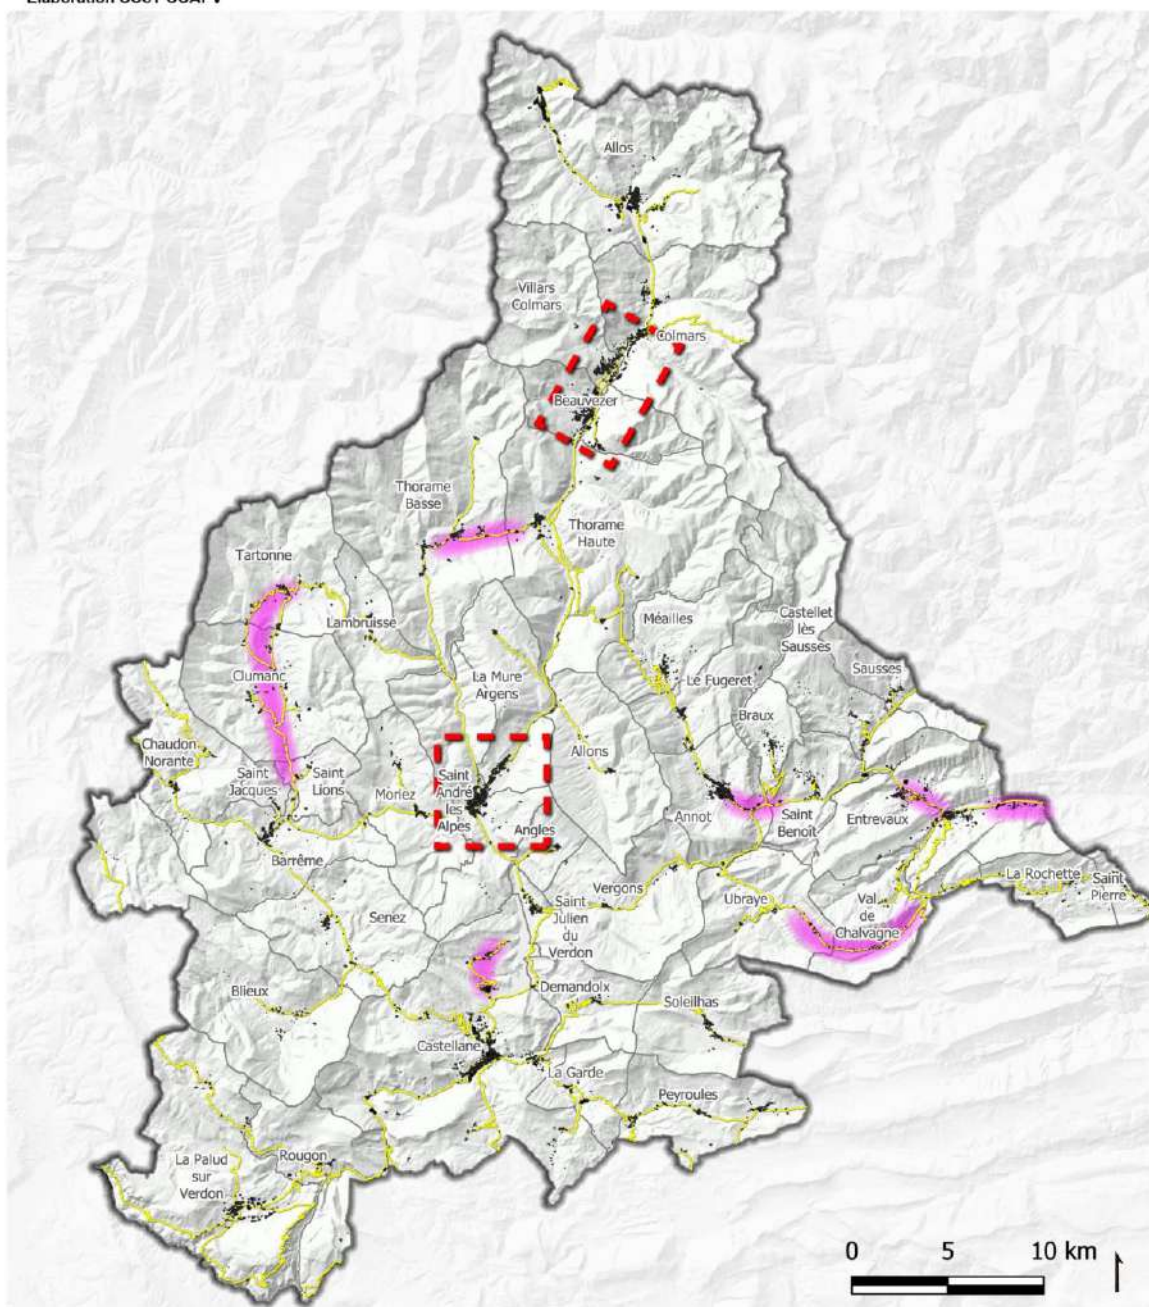 Allos
Villars
Colmars
Colmars
Beauvezer
Thorame
Basse
Thorame
Haute
Tartonne
Lambruisse
Méailles
Castellet
lès
Sausses
Sausses
Clumanc
La Mure
Argens
Le Fugeret
Braux
Chaudon
Norante
Allons
Saint
Jacques
Saint
Lions
Moriez
Saint
André
les
Alpes
Angles
Annot
Saint
Benoît
Entrevaux
Barrême
La Rochette
Saint
Pierre
Vergons
Ubraye
Val
de
Chalvagne
Senez
Saint
Julien
du
Verdon
Blieux
Demandolx
Soleilhas
Castellane
La Garde
Peyroules
Rougon
La Palud
sur
Verdon
0 5 10 km